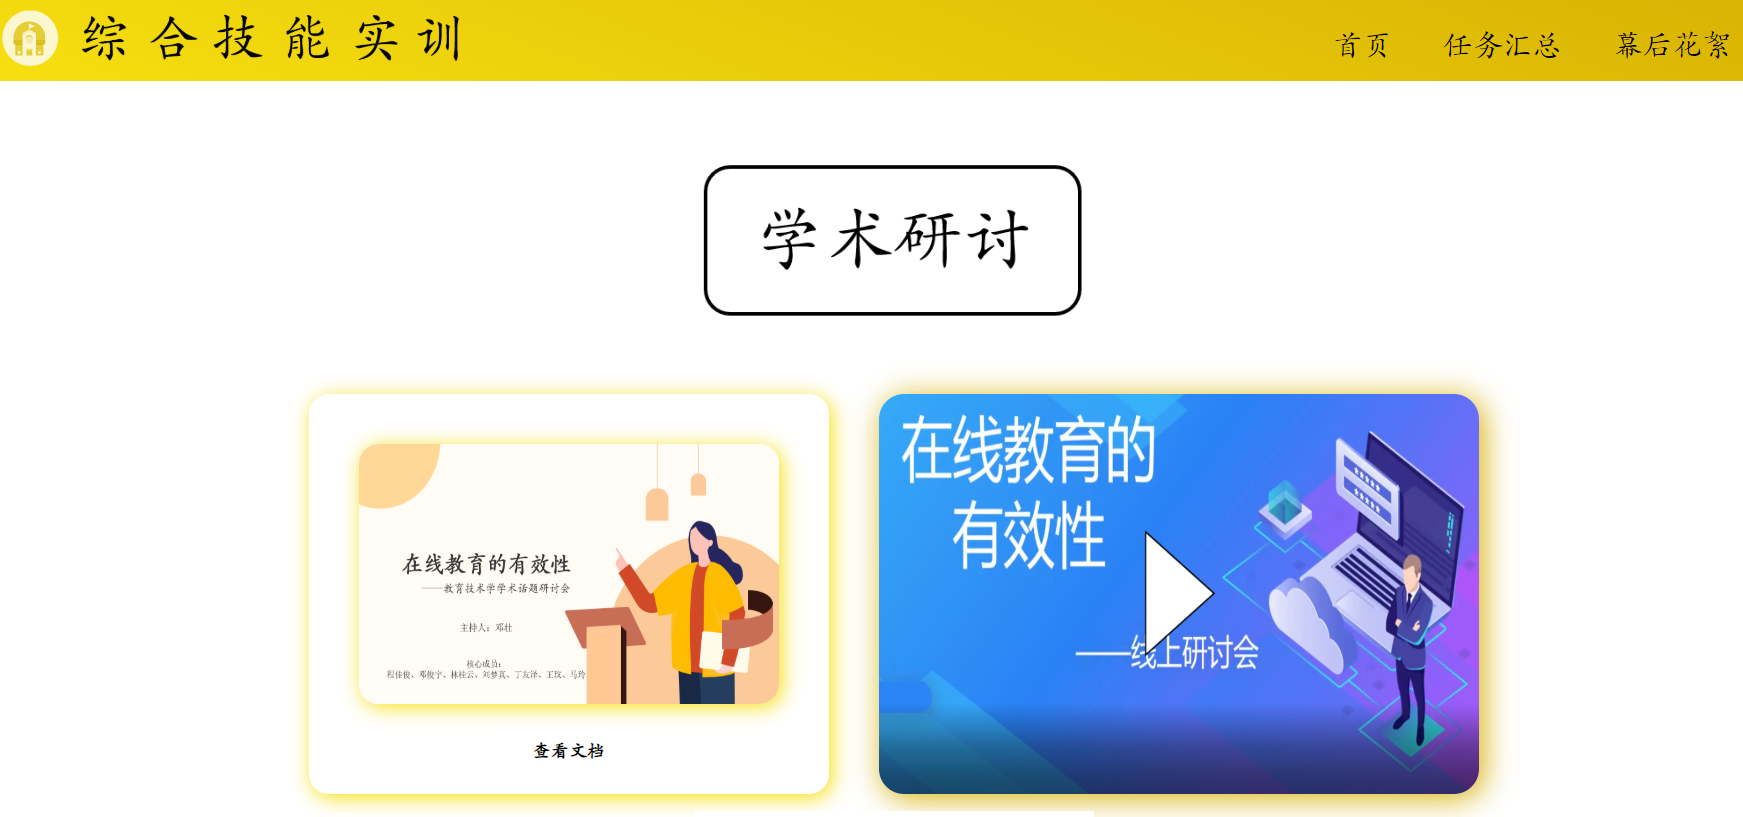 综合技能实训
首页 任务汇总 幕后花絮
学术研讨
在线教育的有效性
——教育技术学学术话题研讨会
主持人：邓壮
核心成员：
程佳俊、邓俊宇、林桂云、刘梦真、丁友泽、王玟、马玲
查看文档
在线教育的
有效性
——线上研讨会